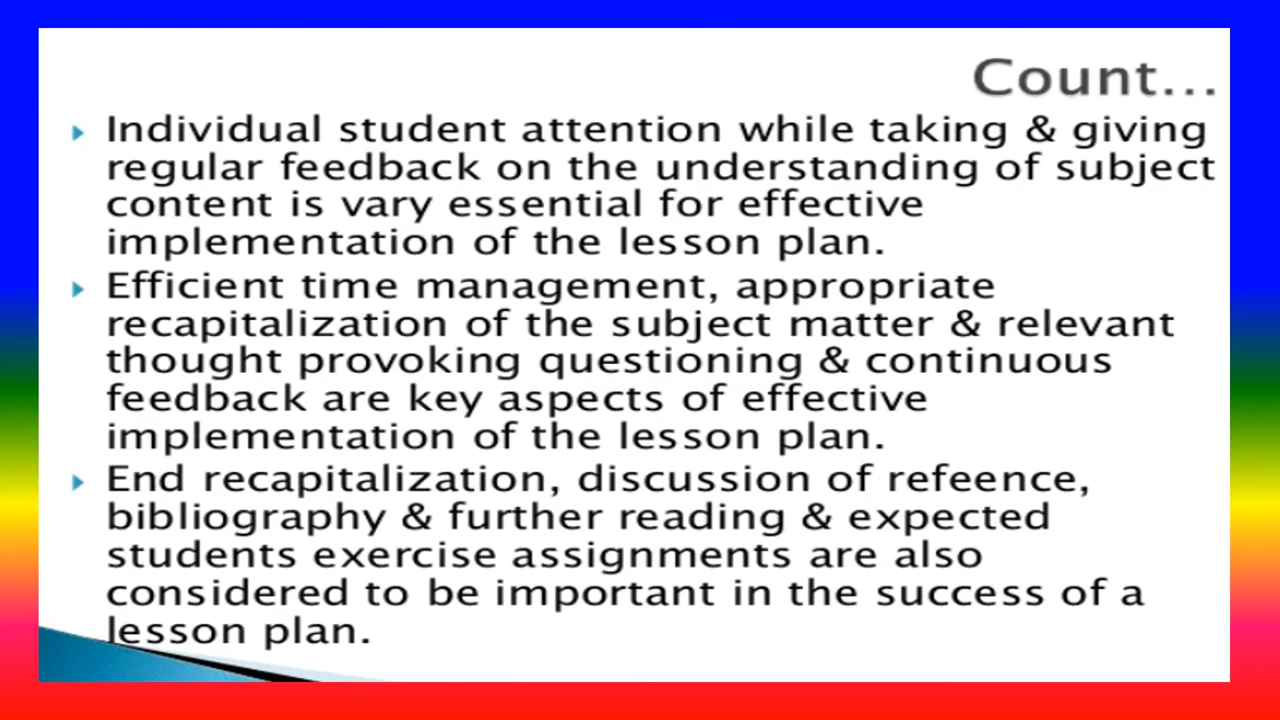 Count...
Individual student attention while taking & giving
regular feedback on the understanding of subject
content is vary essential for effective
implementation of the lesson plan.
Efficient time management, appropriate
recapitalization of the subject matter & relevant
thought provoking questioning & continuous
feedback are key aspects of effective
implementation of the lesson plan.
End recapitalization, discussion of refeence,
bibliography & further reading & expected
students exercise assignments are also
considered to be important in the success of a
lesson plan.